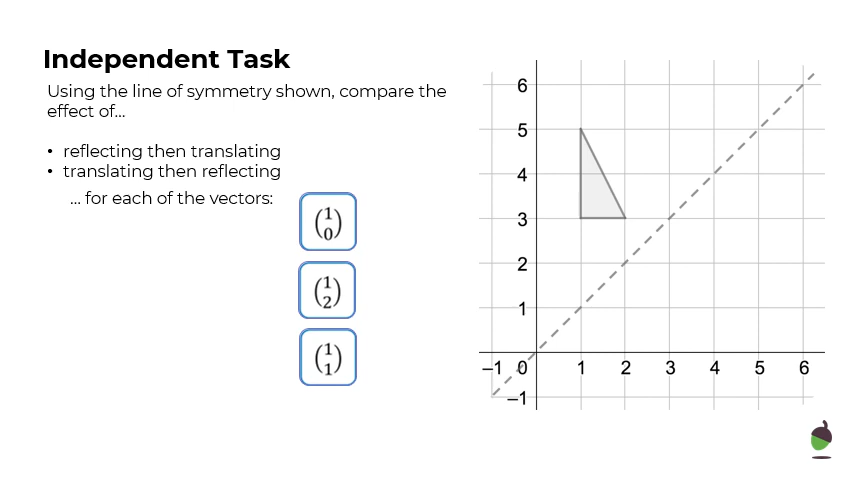 Independent Task
Using the line of symmetry shown, compare the
effect of...
• reflecting then translating
• translating then reflecting
... for each of the vectors:
(1
0)
(1
2)
(1
1)
6
5
4
3
2
1
–1 0 1 2 3 4 5 6
–1